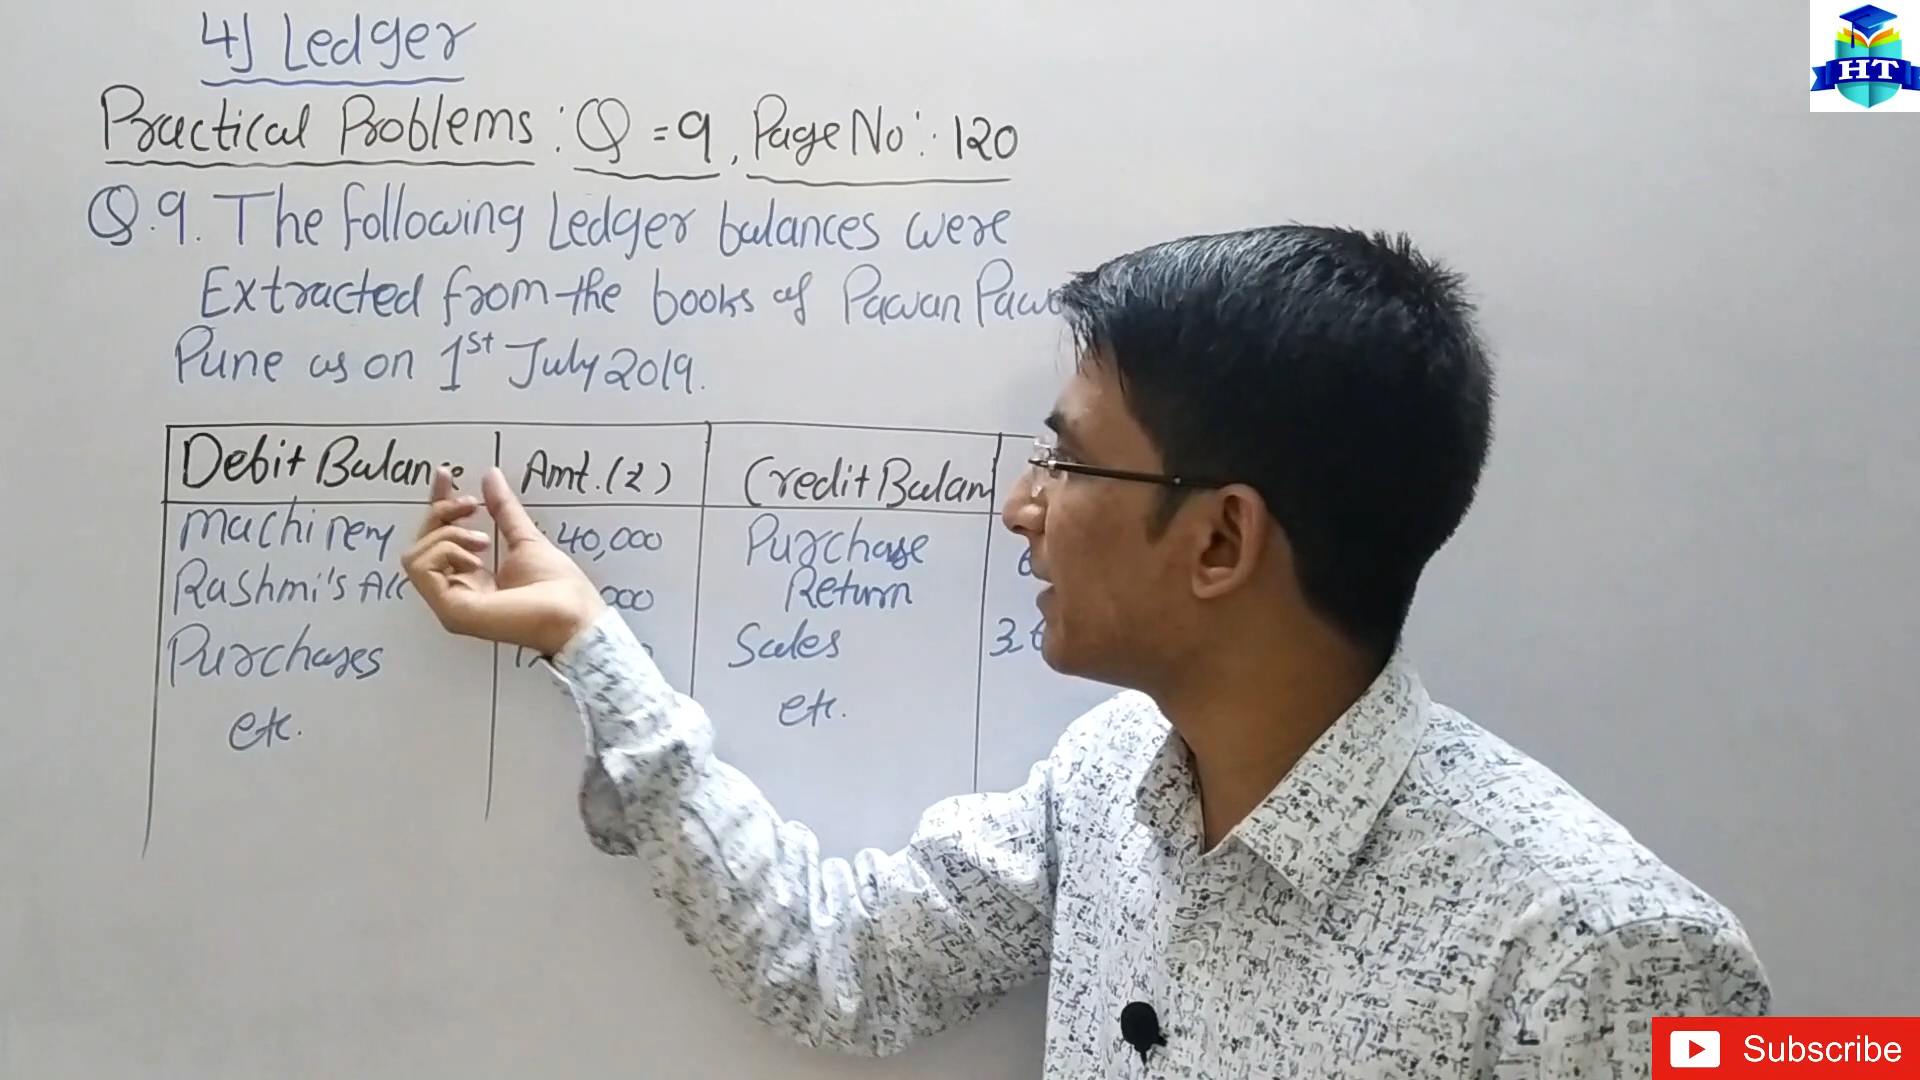 4] Ledger
HT
Practical Problems: Q = 9, Page No:- 120
Q.9. The following Ledger balances were
Extracted from the books of Pawan
Pune as on 1st July 2019.
Debit Balance Amt. (₹) Credit Balan
Machinery 40,000 Purchase
Return
Rashmi's A/c 000
Sales
Purchases
etc.
etc.
Subscribe